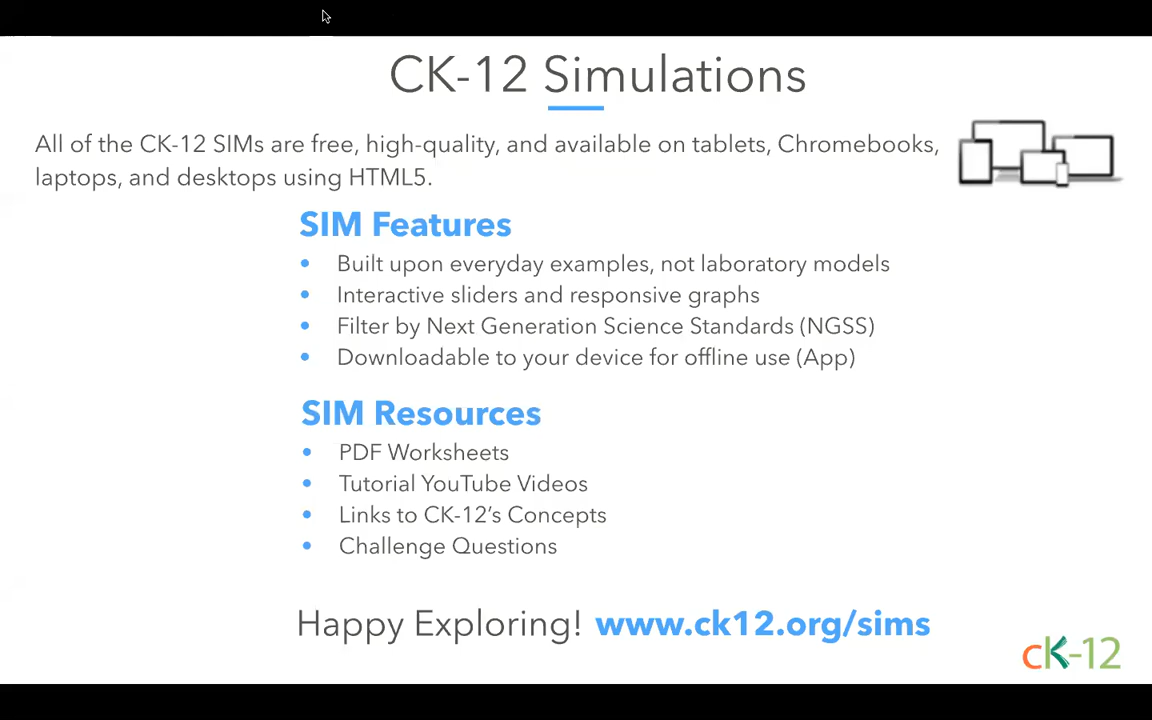 CK-12 Simulations
All of the CK-12 SIMs are free, high-quality, and available on tablets, Chromebooks,
laptops, and desktops using HTML5.
SIM Features
• Built upon everyday examples, not laboratory models
• Interactive sliders and responsive graphs
• Filter by Next Generation Science Standards (NGSS)
• Downloadable to your device for offline use (App)
SIM Resources
• PDF Worksheets
• Tutorial YouTube Videos
• Links to CK-12’s Concepts
• Challenge Questions
Happy Exploring! www.ck12.org/sims
cK-12